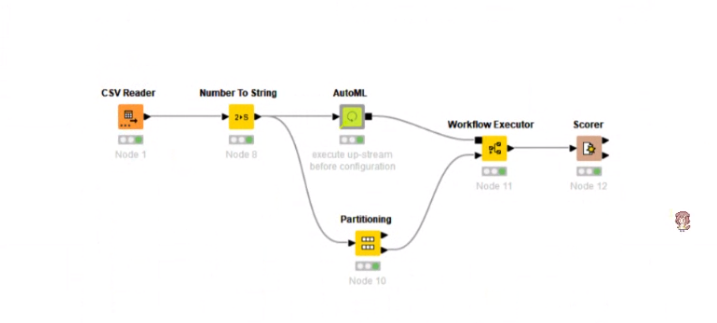 CSV Reader
Node 1
Number To String
2▸S
Node 8
AutoML
execute up-stream
before configuration
Partitioning
Node 10
Workflow Executor
Node 11
Scorer
Node 12